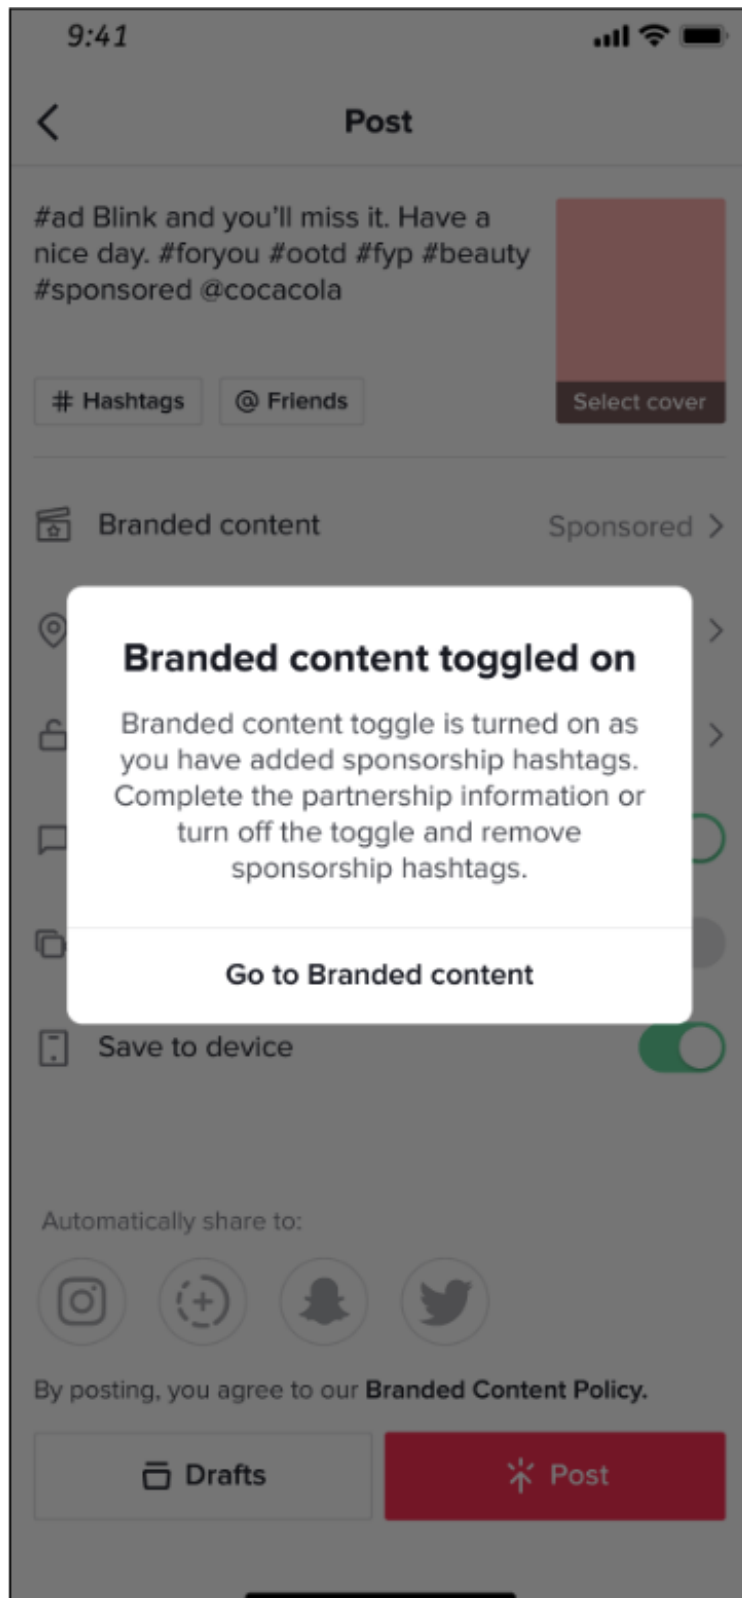 9:41
Post
#ad Blink and you'll miss it. Have a
nice day. #foryou #ootd #fyp #beauty
#sponsored @cocacola
# Hashtags
@ Friends
Select cover
Branded content
Sponsored
Branded content toggled on
Branded content toggle is turned on as
you have added sponsorship hashtags.
Complete the partnership information or
turn off the toggle and remove
sponsorship hashtags.
Go to Branded content
Save to device
Automatically share to:
By posting, you agree to our Branded Content Policy.
Drafts
Post